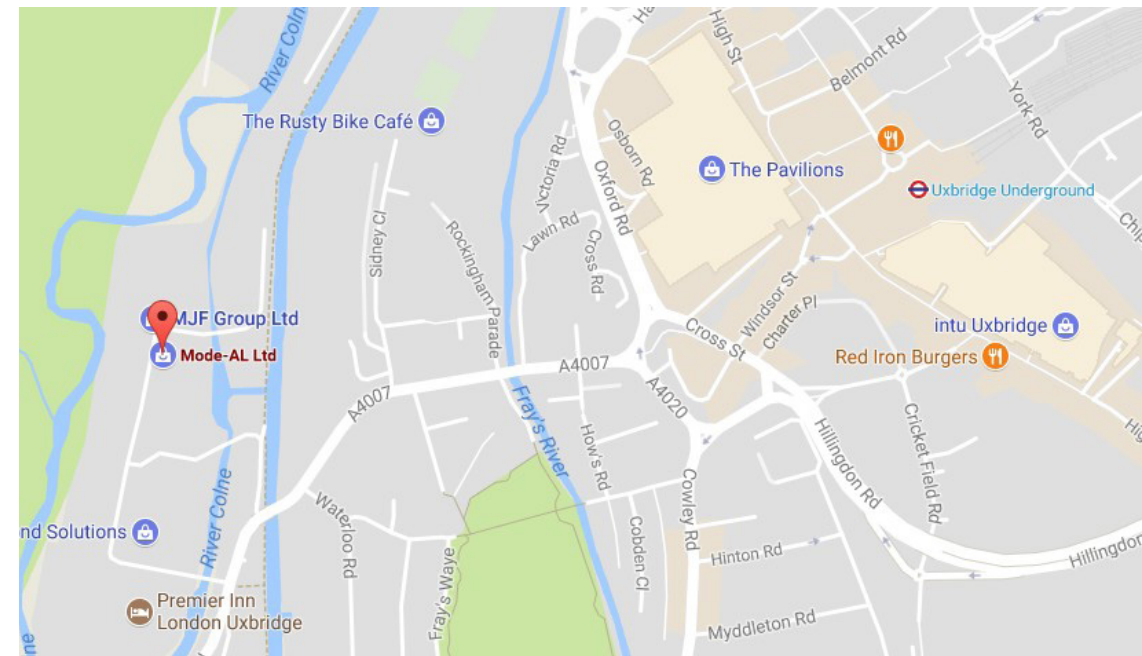 River Colne
High St
Belmont Rd
York Rd
The Rusty Bike Café
Osborn Rd
Victoria Rd
Oxford Rd
The Pavilions
Uxbridge Underground
Sidney Cl
Rockingham Parade
Lawn Rd
Cross Rd
Windsor St
Charter Pl
MJF Group Ltd
Mode-AL Ltd
Cross St
intu Uxbridge
Red Iron Burgers
A4007
A4007
A4020
Fray's River
How's Rd
Hillingdon Rd
Cricket Field Rd
Cowley Rd
nd Solutions
River Colne
Waterloo Rd
Fray's Waye
Cobden Cl
Hinton Rd
Hillingdon
Premier Inn
London Uxbridge
Myddleton Rd